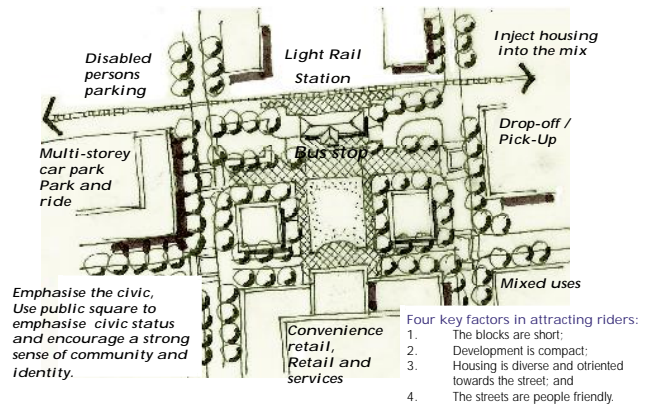 Disabled
persons
parking
Light Rail
Station
Inject housing
into the mix
Drop-off /
Pick-Up
Multi-storey
car park
Park and
ride
Bus stop
Mixed uses
Emphasise the civic,
Use public square to
emphasise civic status
and encourage a strong
sense of community and
identity.
Convenience
retail,
Retail and
services
Four key factors in attracting riders:
1. The blocks are short;
2. Development is compact;
3. Housing is diverse and otriented
towards the street; and
4. The streets are people friendly.